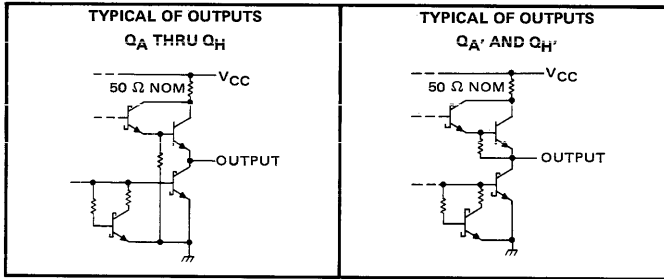 TYPICAL OF OUTPUTS
QA THRU QH
VCC
50 Ω NOM
OUTPUT
TYPICAL OF OUTPUTS
QA' AND QH'
VCC
50 Ω NOM
OUTPUT